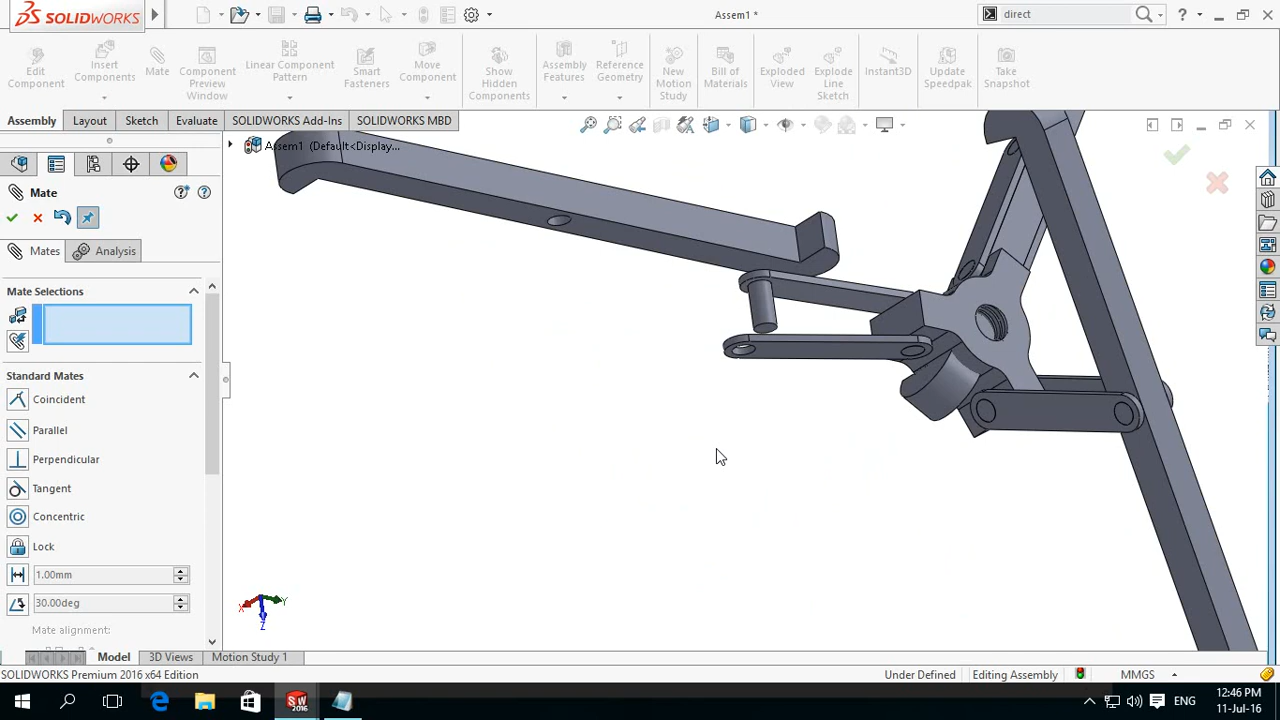 SOLIDWORKS
Assem1 *
direct
Edit Component
Insert Components
Mate
Component Preview Window
Linear Component Pattern
Smart Fasteners
Move Component
Show Hidden Components
Assembly Features
Reference Geometry
New Motion Study
Bill of Materials
Exploded View
Explode Line Sketch
Instant3D
Update Speedpak
Take Snapshot
Assembly
Layout
Sketch
Evaluate
SOLIDWORKS Add-Ins
SOLIDWORKS MBD
Assem1 (Default<Display...
Mate
Mates
Analysis
Mate Selections
Standard Mates
Coincident
Parallel
Perpendicular
Tangent
Concentric
Lock
1.00mm
30.00deg
Mate alignment:
X
Y
Z
Model
3D Views
Motion Study 1
SOLIDWORKS Premium 2016 x64 Edition
Under Defined
Editing Assembly
MMGS
SW
2016
ENG
12:46 PM
11-Jul-16